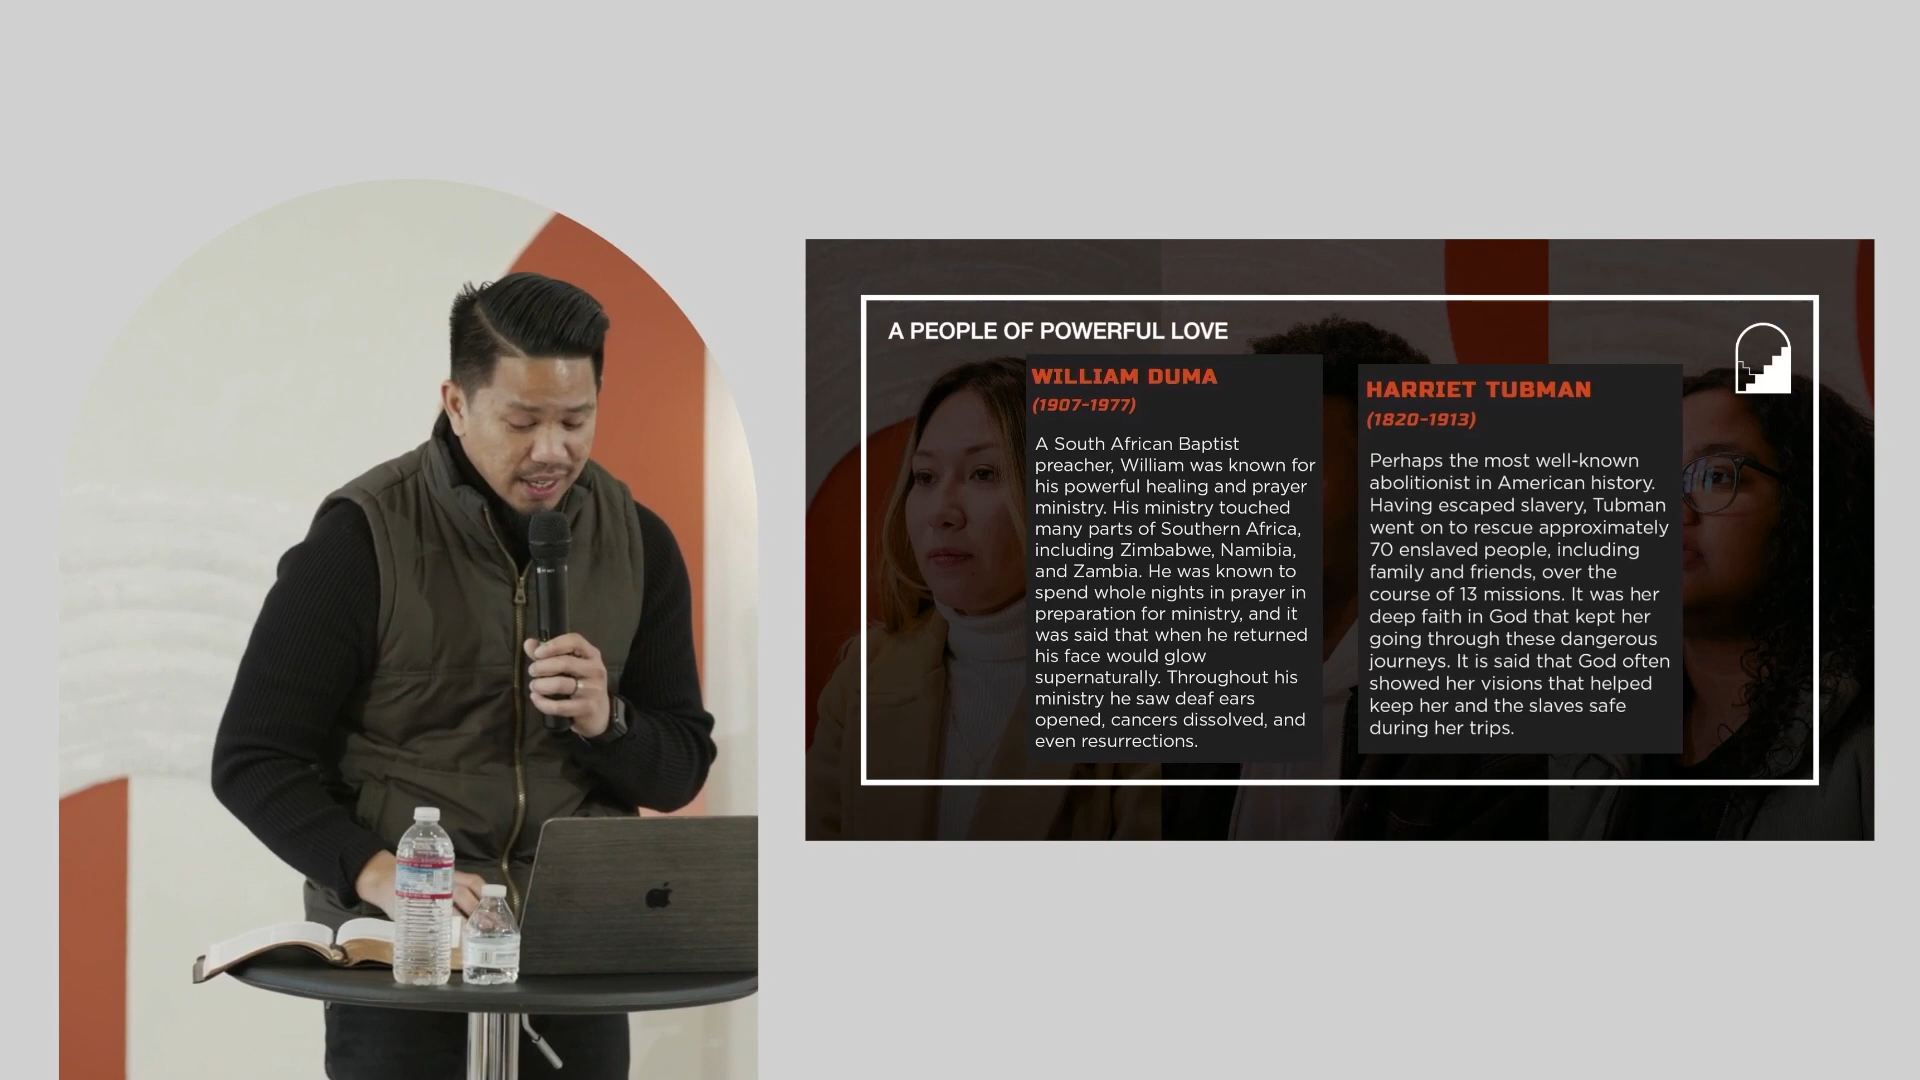 A PEOPLE OF POWERFUL LOVE
WILLIAM DUMA
(1907-1977)
A South African Baptist
preacher, William was known for
his powerful healing and prayer
ministry. His ministry touched
many parts of Southern Africa,
including Zimbabwe, Namibia,
and Zambia. He was known to
spend whole nights in prayer in
preparation for ministry, and it
was said that when he returned
his face would glow
supernaturally. Throughout his
ministry he saw deaf ears
opened, cancers dissolved, and
even resurrections.
HARRIET TUBMAN
(1820-1913)
Perhaps the most well-known
abolitionist in American history.
Having escaped slavery, Tubman
went on to rescue approximately
70 enslaved people, including
family and friends, over the
course of 13 missions. It was her
deep faith in God that kept her
going through these dangerous
journeys. It is said that God often
showed her visions that helped
keep her and the slaves safe
during her trips.